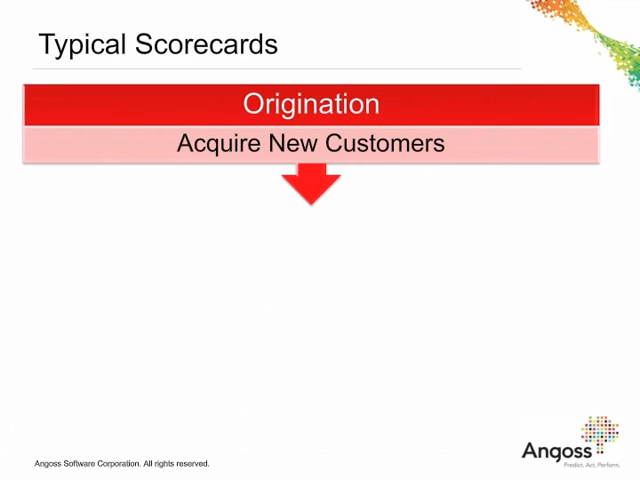 Typical Scorecards
Origination
Acquire New Customers
Angoss
Predict. Act. Perform.
Angoss Software Corporation. All rights reserved.